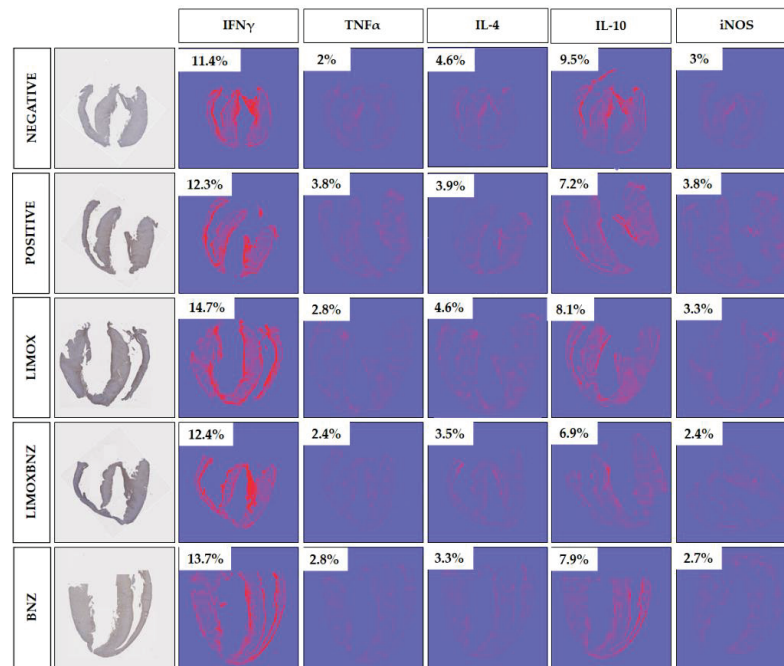 IFNγ TNFα IL-4 IL-10 iNOS
NEGATIVE 11.4% 2% 4.6% 9.5% 3%
POSITIVE 12.3% 3.8% 3.9% 7.2% 3.8%
LIMOX 14.7% 2.8% 4.6% 8.1% 3.3%
LIMOXBNZ 12.4% 2.4% 3.5% 6.9% 2.4%
BNZ 13.7% 2.8% 3.3% 7.9% 2.7%